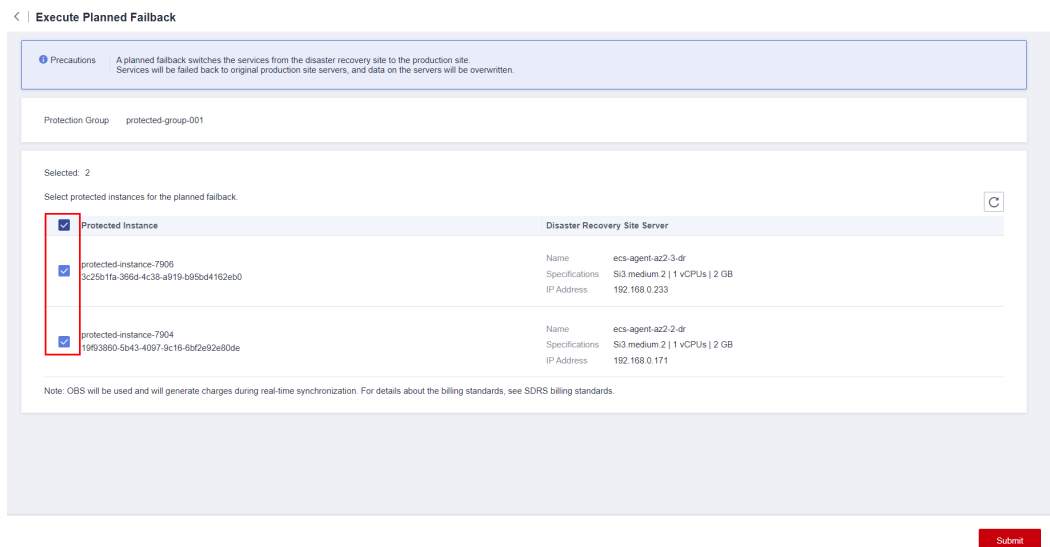 Execute Planned Failback
Precautions A planned failback switches the services from the disaster recovery site to the production site.
Services will be failed back to original production site servers, and data on the servers will be overwritten.
Protection Group protected-group-001
Selected: 2
Select protected instances for the planned failback.
Protected Instance Disaster Recovery Site Server
protected-instance-7906
3c25b1fa-366d-4c38-a919-b95bd4162eb0
Name ecs-agent-az2-3-dr
Specifications Si3.medium.2 | 1 vCPUs | 2 GB
IP Address 192.168.0.233
protected-instance-7904
19f93860-5b43-4097-9c16-6bf2e92e80de
Name ecs-agent-az2-2-dr
Specifications Si3.medium.2 | 1 vCPUs | 2 GB
IP Address 192.168.0.171
Note: OBS will be used and will generate charges during real-time synchronization. For details about the billing standards, see SDRS billing standards.
Submit